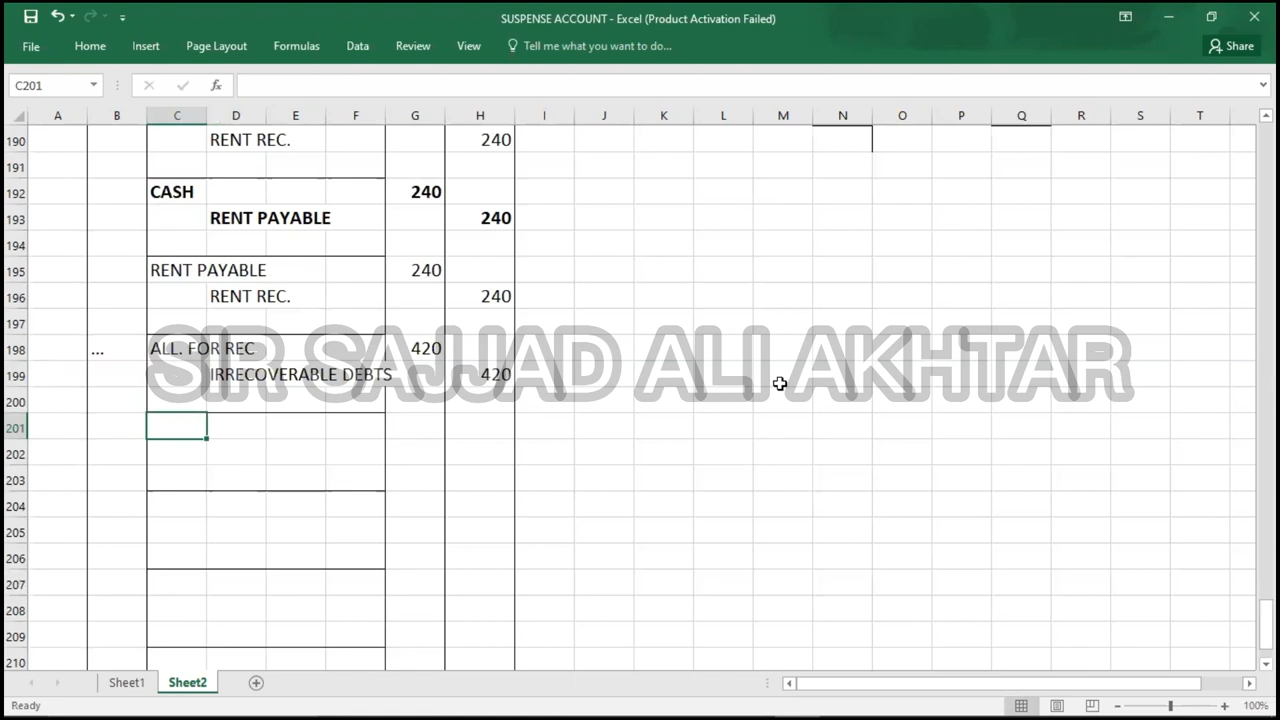 SUSPENSE ACCOUNT - Excel (Product Activation Failed)
File Home Insert Page Layout Formulas Data Review View Tell me what you want to do... Share
C201 fx
A B C D E F G H I J K L M N O P Q R S T
190 RENT REC. 240
191
192 CASH 240
193 RENT PAYABLE 240
194
195 RENT PAYABLE 240
196 RENT REC. 240
197
198 ... ALL. FOR REC 420
199 IRRECOVERABLE DEBTS 420
SIR SAJJAD ALI AKHTAR
200
201
202
203
204
205
206
207
208
209
210
Sheet1 Sheet2
Ready 100%